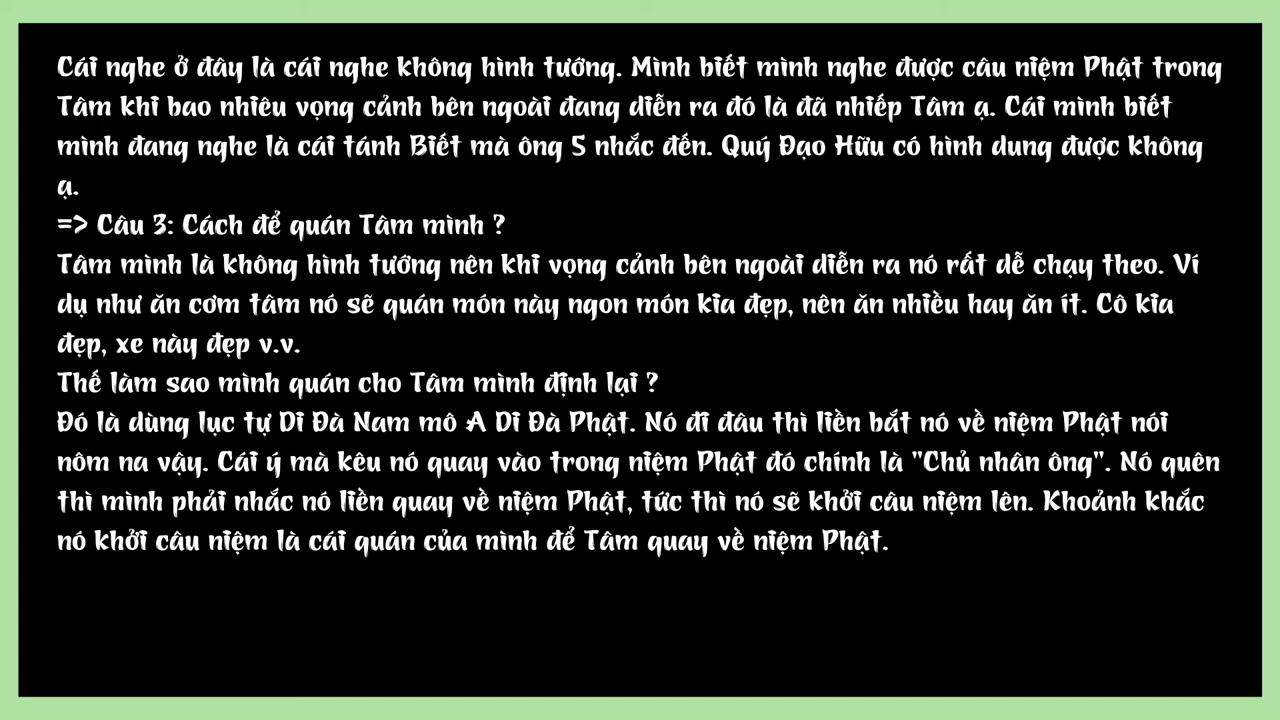 Cái nghe ở đây là cái nghe không hình tướng. Mình biết mình nghe được câu niệm Phật trong
Tâm khi bao nhiêu vọng cảnh bên ngoài đang diễn ra đó là đã nhiếp Tâm ạ. Cái mình biết
mình đang nghe là cái tánh Biết mà ông 5 nhắc đến. Quý Đạo Hữu có hình dung được không
ạ.
=> Câu 3: Cách để quán Tâm mình ?
Tâm mình là không hình tướng nên khi vọng cảnh bên ngoài diễn ra nó rất dễ chạy theo. Ví
dụ như ăn cơm tâm nó sẽ quán món này ngon món kia đẹp, nên ăn nhiều hay ăn ít. Cô kia
đẹp, xe này đẹp v.v.
Thế làm sao mình quán cho Tâm mình định lại ?
Đó là dùng lục tự Di Đà Nam mô A Di Đà Phật. Nó đi đâu thì liền bắt nó về niệm Phật nói
nôm na vậy. Cái ý mà kêu nó quay vào trong niệm Phật đó chính là "Chủ nhân ông". Nó quên
thì mình phải nhắc nó liền quay về niệm Phật, tức thì nó sẽ khởi câu niệm lên. Khoảnh khắc
nó khởi câu niệm là cái quán của mình để Tâm quay về niệm Phật.